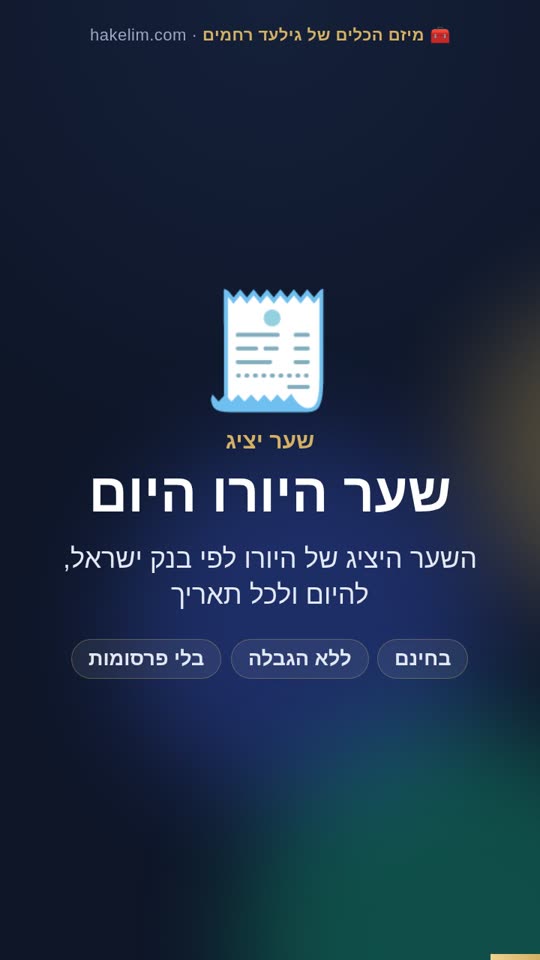 🧰 מיזם הכלים של גילעד רחמים · hakelim.com
שער יציג
שער היורו היום
השער היציג של היורו לפי בנק ישראל,
להיום ולכל תאריך
בחינם
ללא הגבלה
בלי פרסומות